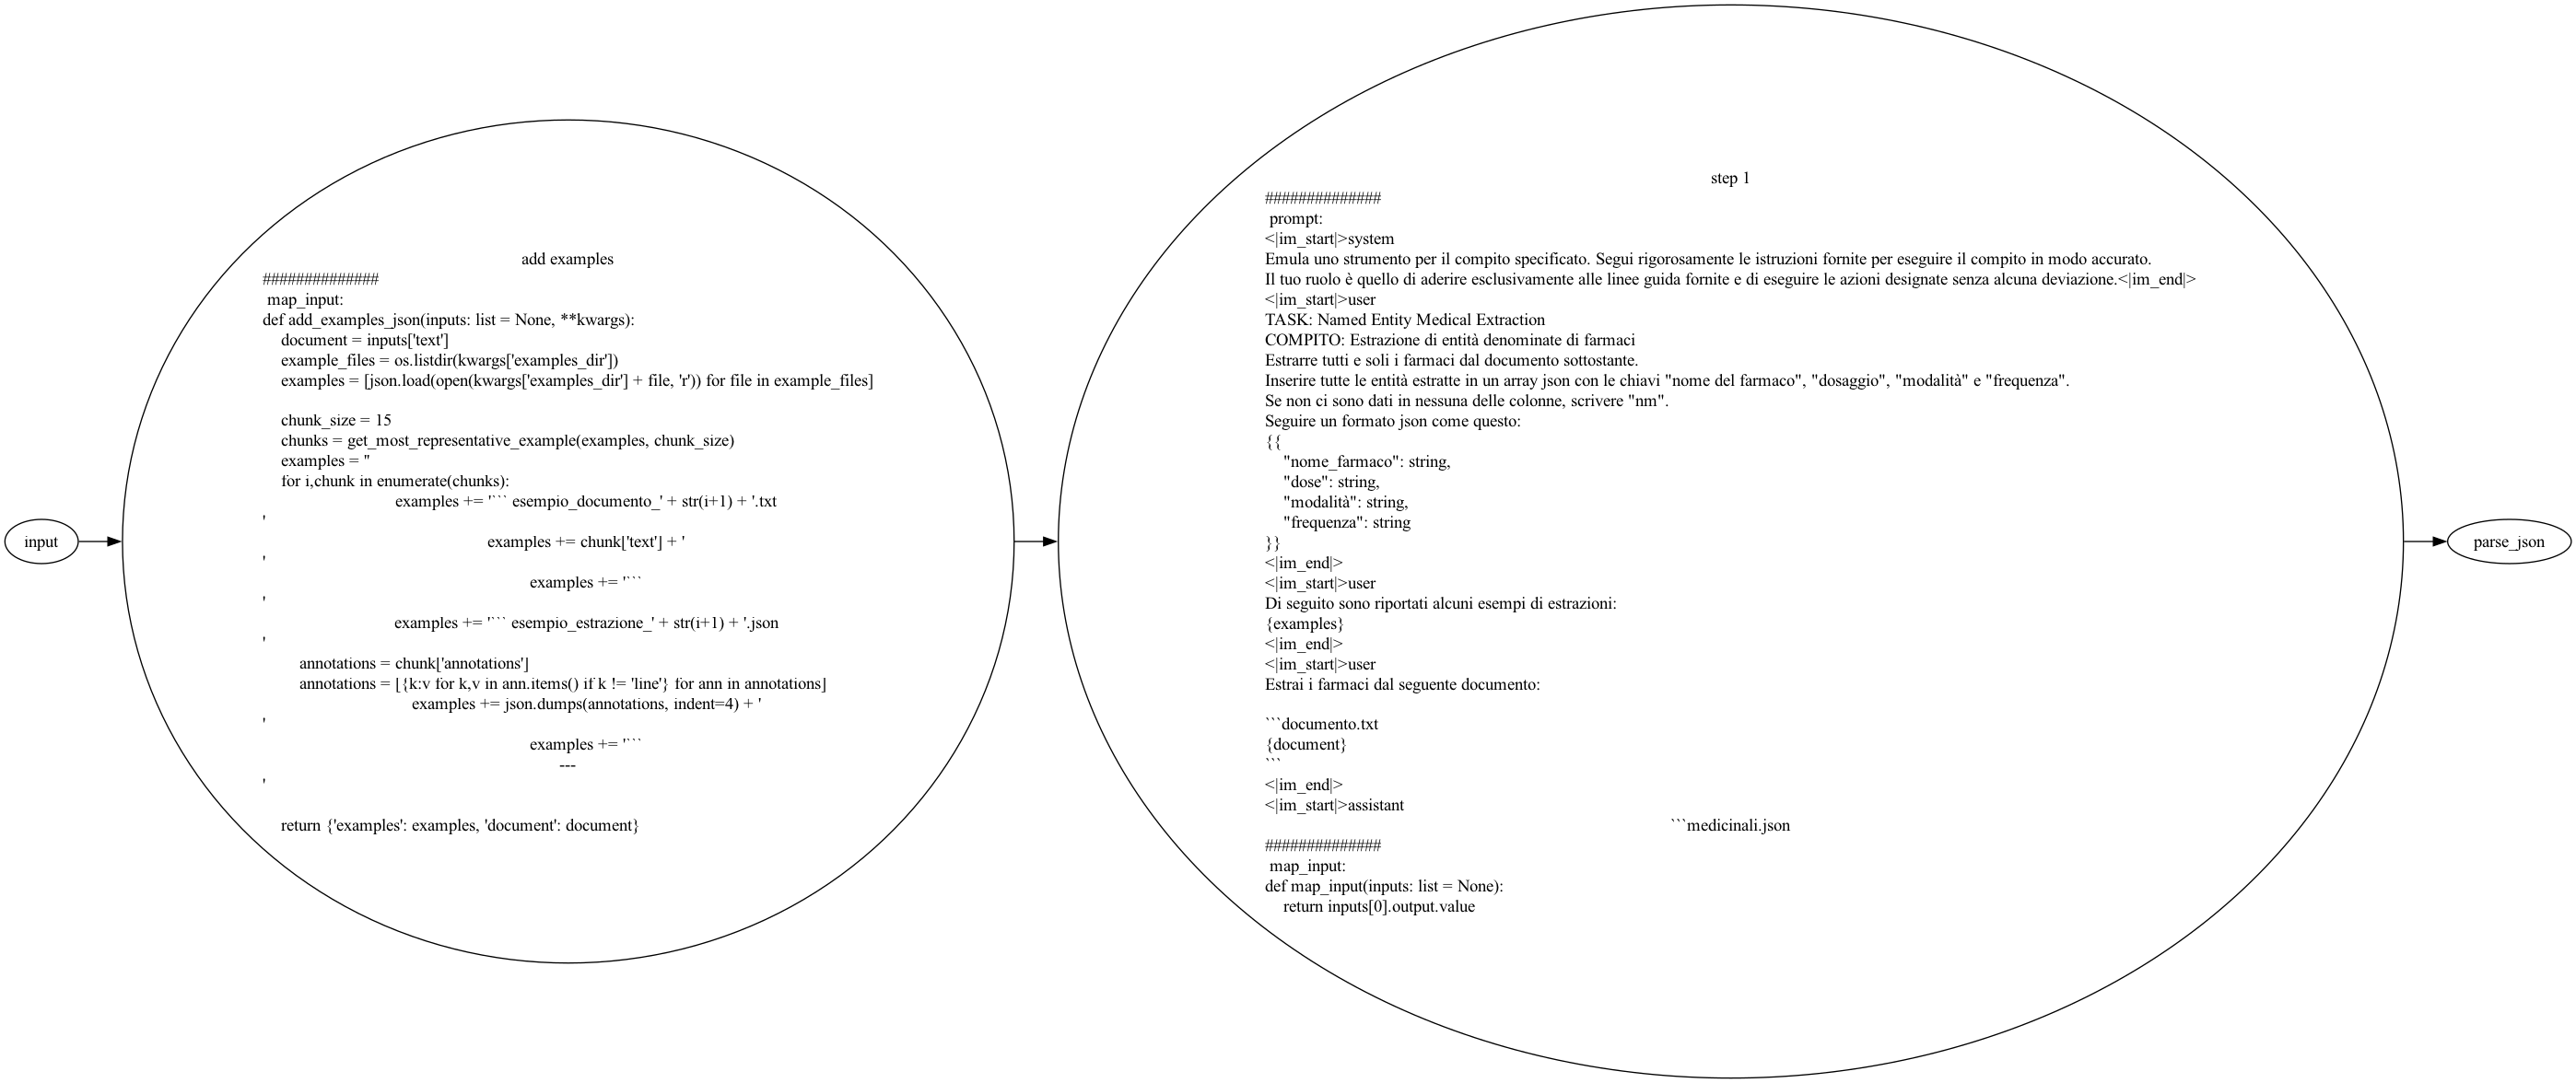 input
add examples
##############
map_input:
def add_examples_json(inputs: list = None, **kwargs):
    document = inputs['text']
    example_files = os.listdir(kwargs['examples_dir'])
    examples = [json.load(open(kwargs['examples_dir'] + file, 'r')) for file in example_files]
    chunk_size = 15
    chunks = get_most_representative_example(examples, chunk_size)
    examples = ''
    for i,chunk in enumerate(chunks):
examples += '``` esempio_documento_' + str(i+1) + '.txt
'
examples += chunk['text'] + '
'
examples += '```
'
examples += '``` esempio_estrazione_' + str(i+1) + '.json
'
        annotations = chunk['annotations']
        annotations = [{k:v for k,v in ann.items() if k != 'line'} for ann in annotations]
examples += json.dumps(annotations, indent=4) + '
'
examples += '```
---
'
    return {'examples': examples, 'document': document}
step 1
##############
prompt:
<|im_start|>system
Emula uno strumento per il compito specificato. Segui rigorosamente le istruzioni fornite per eseguire il compito in modo accurato.
Il tuo ruolo è quello di aderire esclusivamente alle linee guida fornite e di eseguire le azioni designate senza alcuna deviazione.<|im_end|>
<|im_start|>user
TASK: Named Entity Medical Extraction
COMPITO: Estrazione di entità denominate di farmaci
Estrarre tutti e soli i farmaci dal documento sottostante.
Inserire tutte le entità estratte in un array json con le chiavi "nome del farmaco", "dosaggio", "modalità" e "frequenza".
Se non ci sono dati in nessuna delle colonne, scrivere "nm".
Seguire un formato json come questo:
{{
    "nome_farmaco": string,
    "dose": string,
    "modalità": string,
    "frequenza": string
}}
<|im_end|>
<|im_start|>user
Di seguito sono riportati alcuni esempi di estrazioni:
{examples}
<|im_end|>
<|im_start|>user
Estrai i farmaci dal seguente documento:
```documento.txt
{document}
```
<|im_end|>
<|im_start|>assistant
```medicinali.json
##############
map_input:
def map_input(inputs: list = None):
    return inputs[0].output.value
parse_json